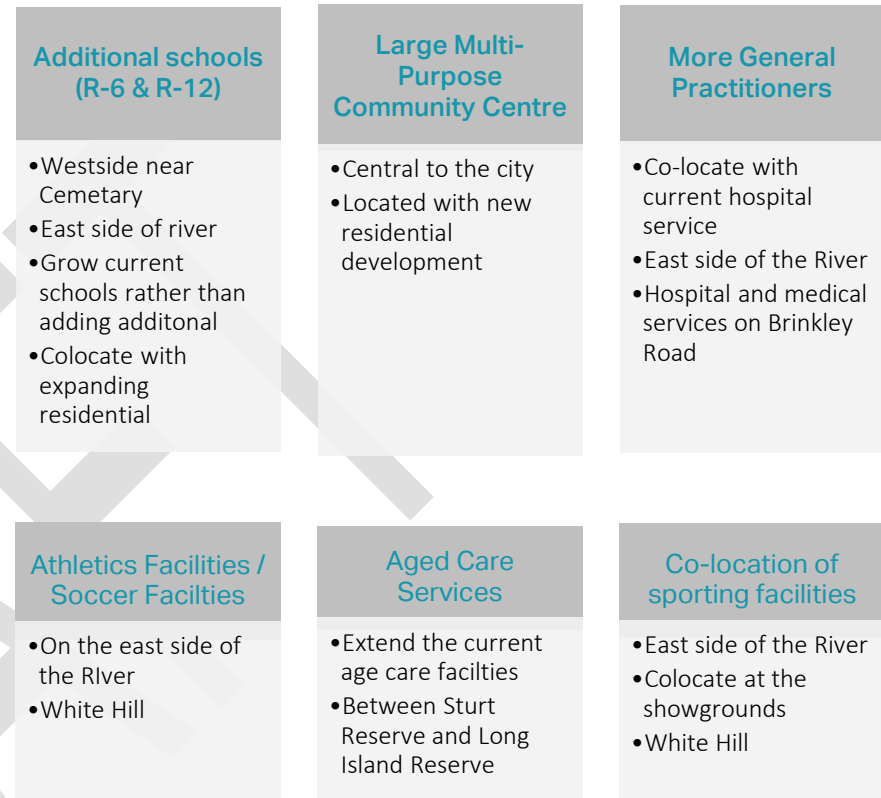 Additional schools
(R-6 & R-12)
•Westside near
Cemetary
•East side of river
•Grow current
schools rather than
adding additonal
•Colocate with
expanding
residential
Large Multi-
Purpose
Community Centre
•Central to the city
•Located with new
residential
development
More General
Practitioners
•Co-locate with
current hospital
service
•East side of the River
•Hospital and medical
services on Brinkley
Road
Athletics Facilities /
Soccer Facilties
•On the east side of
the RIver
•White Hill
Aged Care
Services
•Extend the current
age care facilties
•Between Sturt
Reserve and Long
Island Reserve
Co-location of
sporting facilities
•East side of the River
•Colocate at the
showgrounds
•White Hill